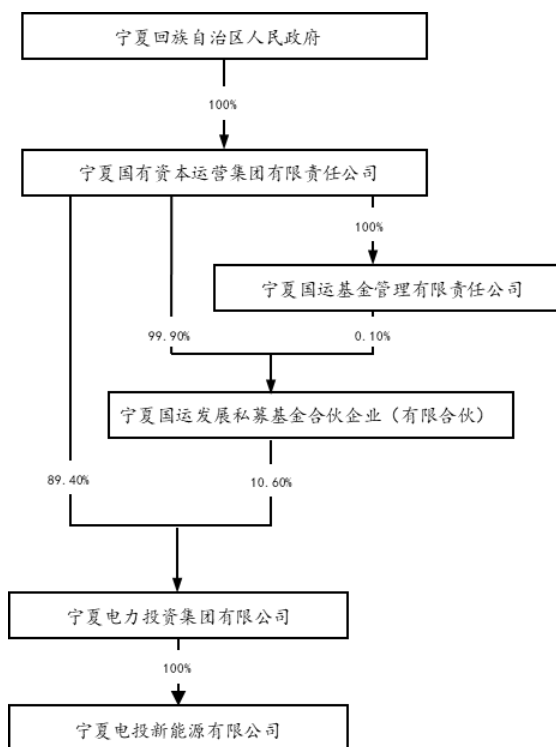 宁夏回族自治区人民政府
100%
宁夏国有资本运营集团有限责任公司
100%
宁夏国运基金管理有限责任公司
99.90%
0.10%
宁夏国运发展私募基金合伙企业（有限合伙）
89.40%
10.60%
宁夏电力投资集团有限公司
100%
宁夏电投新能源有限公司